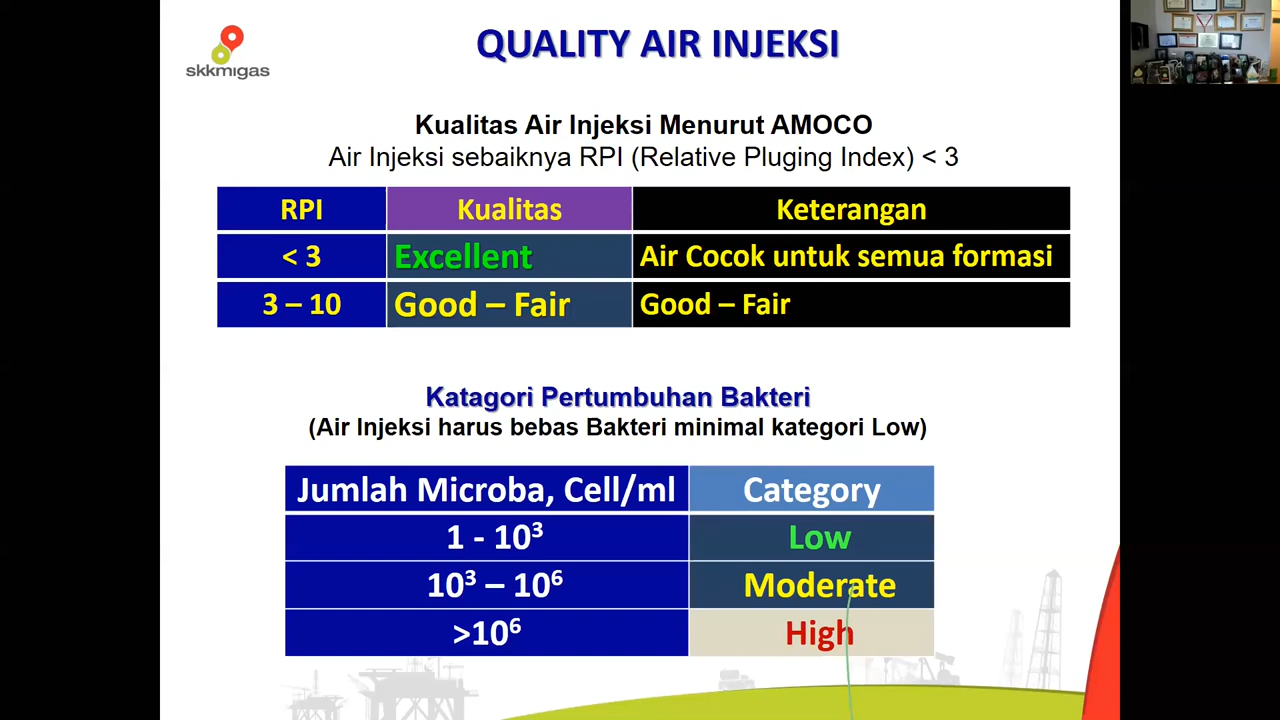 skkmigas
QUALITY AIR INJEKSI
Kualitas Air Injeksi Menurut AMOCO
Air Injeksi sebaiknya RPI (Relative Pluging Index) < 3
RPI Kualitas Keterangan
< 3 Excellent Air Cocok untuk semua formasi
3 – 10 Good – Fair Good – Fair
Katagori Pertumbuhan Bakteri
(Air Injeksi harus bebas Bakteri minimal kategori Low)
Jumlah Microba, Cell/ml Category
1 - 10³ Low
10³ – 10⁶ Moderate
>10⁶ High